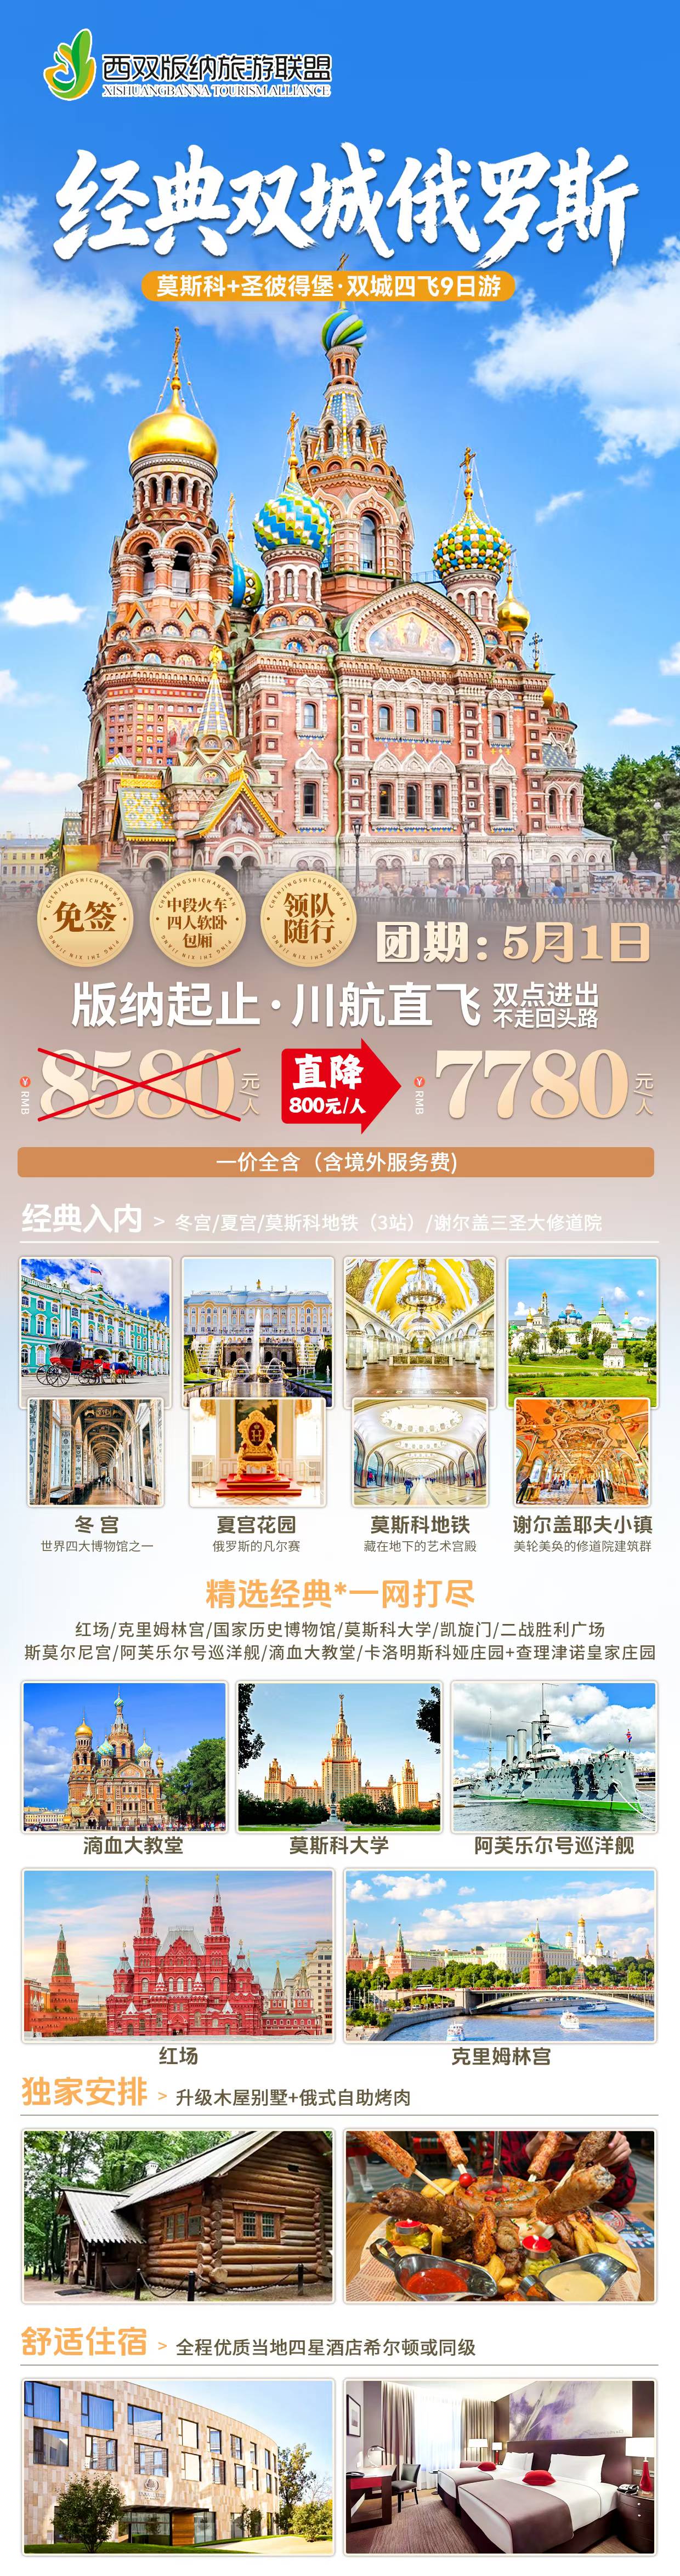 西双版纳旅游联盟
XISHUANGBANNA TOURISM ALLIANCE
经典双城俄罗斯
莫斯科+圣彼得堡·双城四飞9日游
免签
中段火车
四人软卧
包厢
领队
随行
团期:5月1日
版纳起止·川航直飞
双点进出
不走回头路
¥ RMB 8580 元/人
直降
800元/人
¥ RMB 7780 元/人
一价全含（含境外服务费)
经典入内 > 冬宫/夏宫/莫斯科地铁（3站）/谢尔盖三圣大修道院
冬宫
世界四大博物馆之一
夏宫花园
俄罗斯的凡尔赛
莫斯科地铁
藏在地下的艺术宫殿
谢尔盖耶夫小镇
美轮美奂的修道院建筑群
精选经典*一网打尽
红场/克里姆林宫/国家历史博物馆/莫斯科大学/凯旋门/二战胜利广场
斯莫尔尼宫/阿芙乐尔号巡洋舰/滴血大教堂/卡洛明斯科娅庄园+查理津诺皇家庄园
滴血大教堂
莫斯科大学
阿芙乐尔号巡洋舰
红场
克里姆林宫
独家安排 > 升级木屋别墅+俄式自助烤肉
舒适住宿 > 全程优质当地四星酒店希尔顿或同级